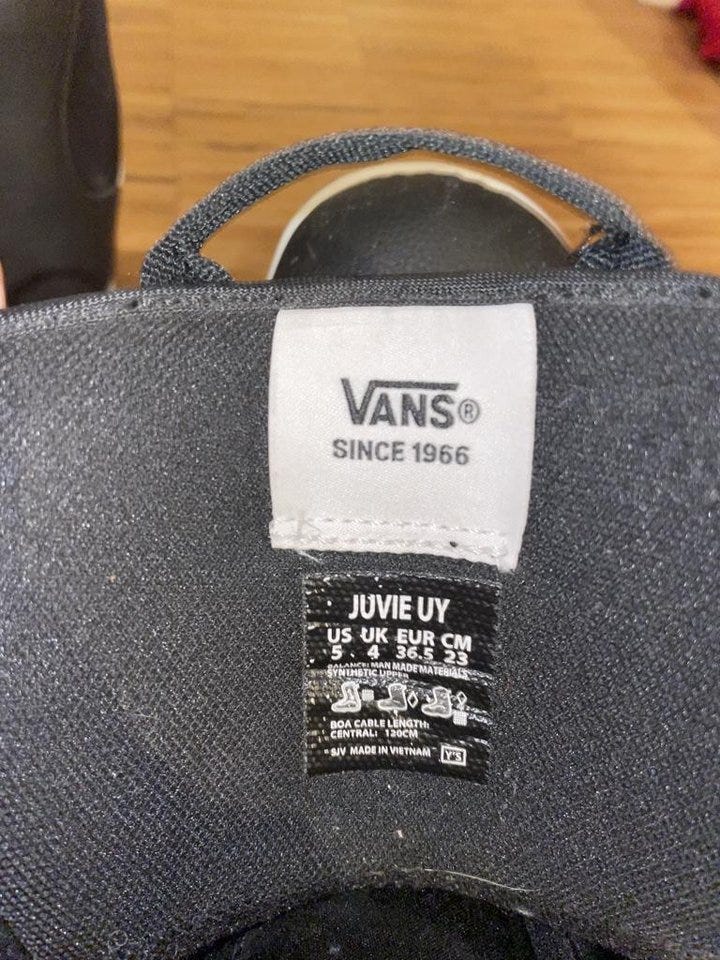 VANS®
SINCE 1966
JUVIE UY
US UK EUR CM
5 . 4 36.5 23
BALANCE: MAN MADE MATERIALS
SYNTHETIC UPPER
BOA CABLE LENGTH:
CENTRAL: 120CM
SJV MADE IN VIETNAM Y'S